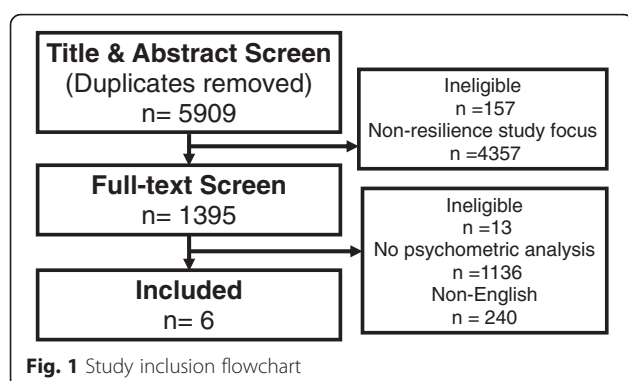 Title & Abstract Screen
(Duplicates removed)
n= 5909
Ineligible
n =157
Non-resilience study focus
n =4357
Full-text Screen
n= 1395
Ineligible
n =13
No psychometric analysis
n =1136
Non-English
n = 240
Included
n= 6
Fig. 1 Study inclusion flowchart